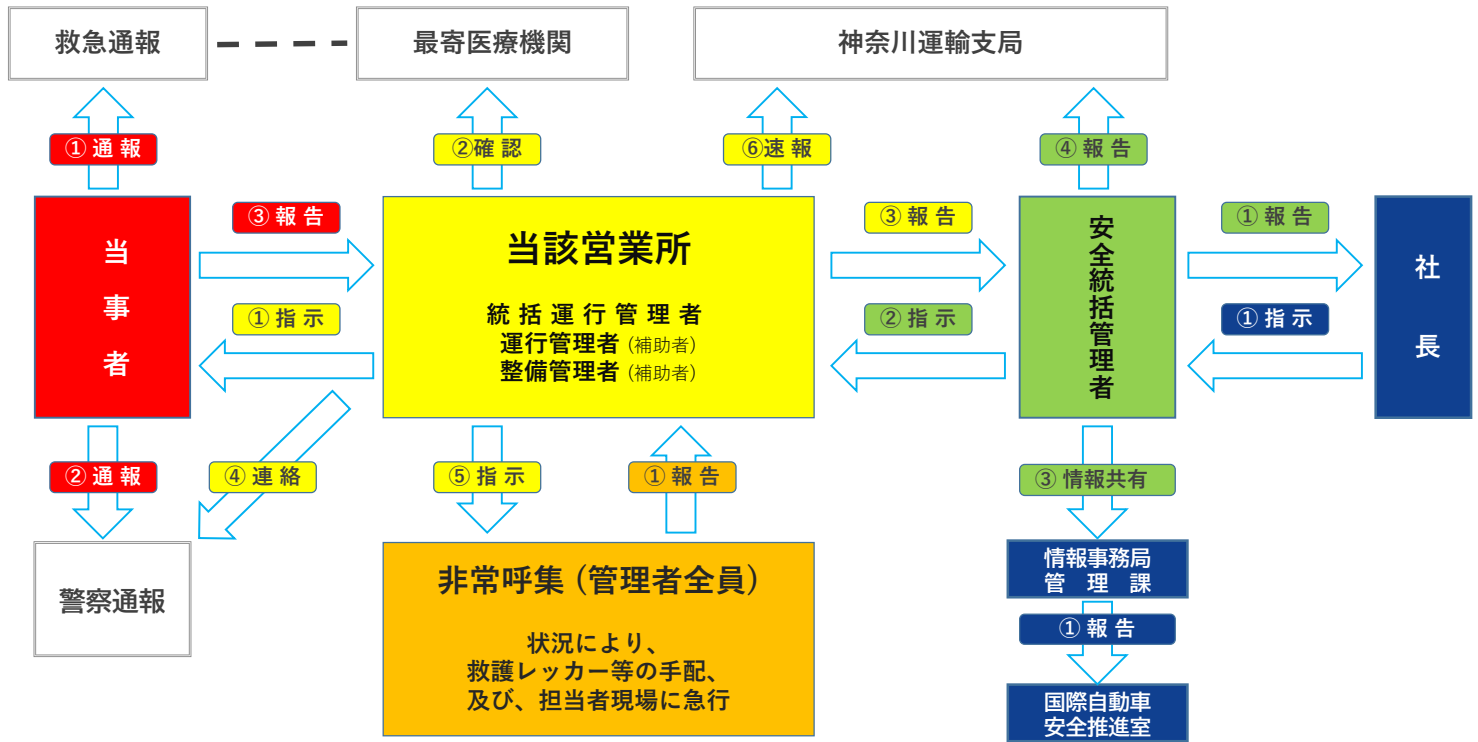 救急通報
最寄医療機関
神奈川運輸支局
①通報
②確認
⑥速報
④報告
当事者
③報告
①指示
当該営業所
統括運行管理者
運行管理者(補助者)
整備管理者(補助者)
③報告
②指示
安全統括管理者
①報告
①指示
社長
②通報
④連絡
⑤指示
①報告
③情報共有
警察通報
非常呼集(管理者全員)
状況により、
救護レッカー等の手配、
及び、担当者現場に急行
情報事務局
管理課
①報告
国際自動車
安全推進室